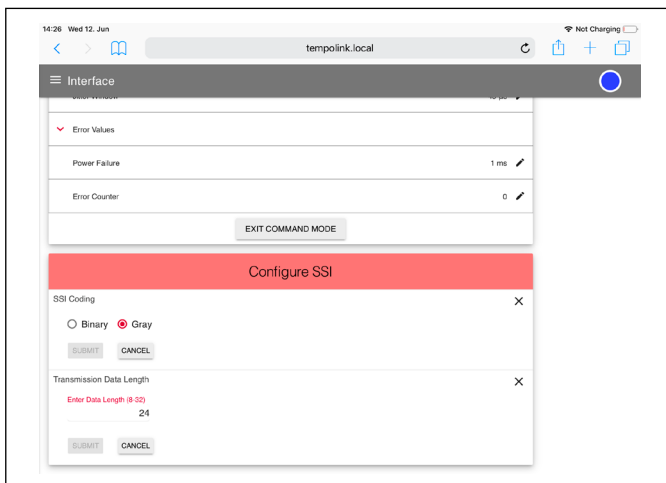 14:26 Wed 12. Jun Not Charging
tempolink.local
Interface
Error Values
Power Failure 1 ms
Error Counter 0
EXIT COMMAND MODE
Configure SSI
SSI Coding
Binary Gray
SUBMIT CANCEL
Transmission Data Length
Enter Data Length (8-32)
24
SUBMIT CANCEL